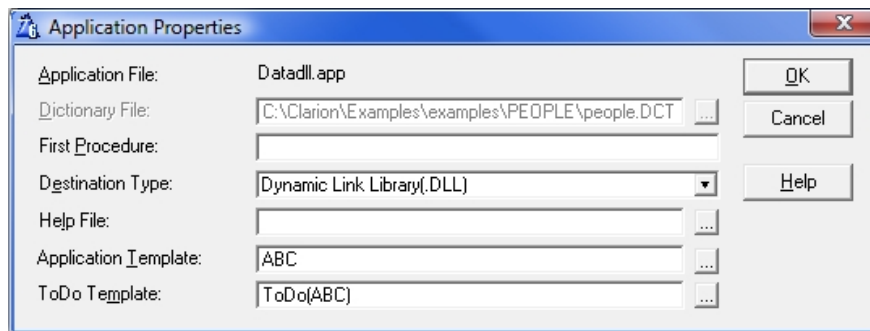 Application Properties
Application File: Datadll.app
Dictionary File: C:\Clarion\Examples\examples\PEOPLE\people.DCT ...
First Procedure:
Destination Type: Dynamic Link Library(.DLL)
Help File: ...
Application Template: ABC ...
ToDo Template: ToDo(ABC) ...
OK
Cancel
Help